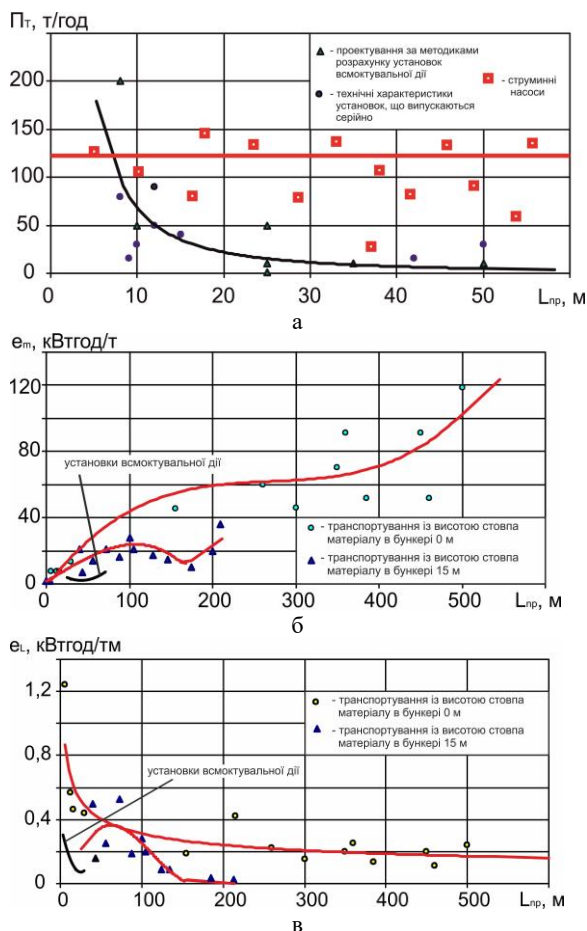 Пт, т/год
200
150
100
50
0
0
10
20
30
40
50
Lпр, м
- проектування за методиками
розрахунку установок
всмоктувальної дії
- технічні характеристики
установок, що випускаються
серійно
- струминні
насоси
а
em, кВтгод/т
120
80
40
0
0
100
200
300
400
500
Lпр, м
установки всмоктувальної дії
- транспортування із висотою стовпа
матеріалу в бункері 0 м
- транспортування із висотою стовпа
матеріалу в бункері 15 м
б
eL, кВтгод/тм
1,2
0,8
0,4
0
0
100
200
300
400
500
Lпр, м
- транспортування із висотою стовпа
матеріалу в бункері 0 м
- транспортування із висотою стовпа
матеріалу в бункері 15 м
установки всмоктувальної дії
в